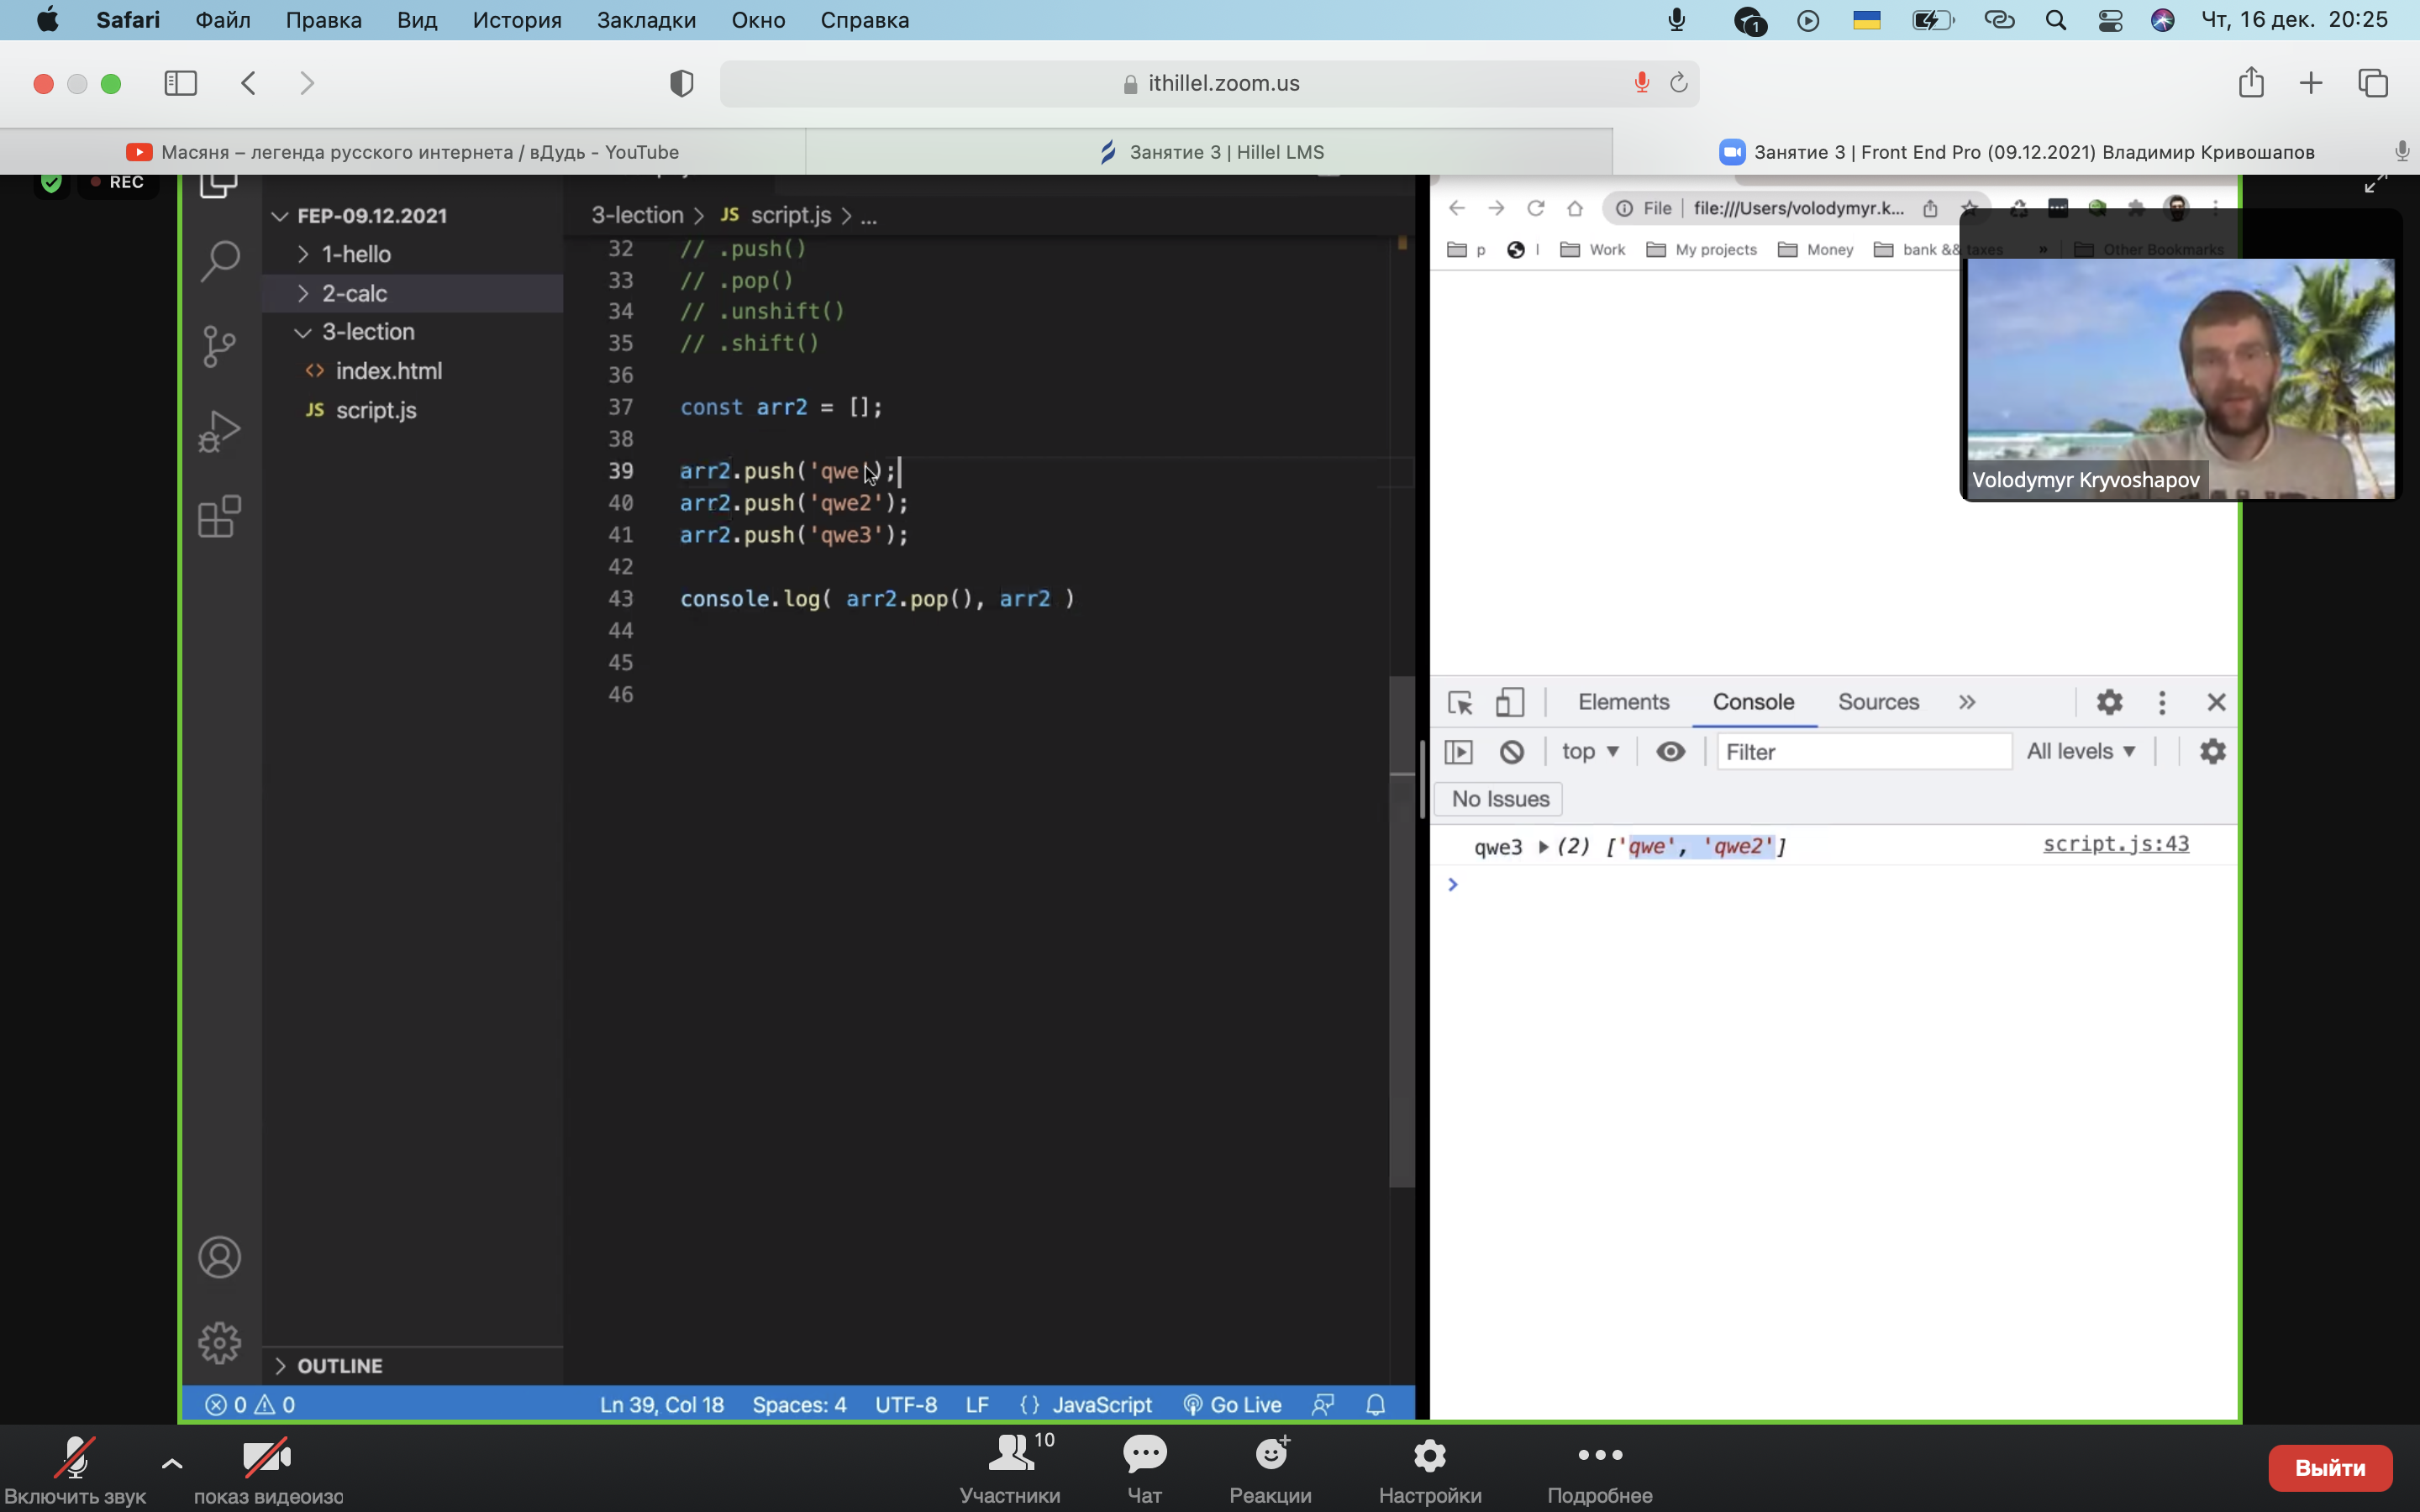 Safari Файл Правка Вид История Закладки Окно Справка 1 Чт, 16 дек. 20:25
ithillel.zoom.us
Масяня – легенда русского интернета / вДудь - YouTube
Занятие 3 | Hillel LMS
Занятие 3 | Front End Pro (09.12.2021) Владимир Кривошапов
REC
FEP-09.12.2021
1-hello
2-calc
3-lection
index.html
JS script.js
OUTLINE
3-lection > JS script.js > ...
32 // .push()
33 // .pop()
34 // .unshift()
35 // .shift()
36
37 const arr2 = [];
38
39 arr2.push('qwe');
40 arr2.push('qwe2');
41 arr2.push('qwe3');
42
43 console.log( arr2.pop(), arr2 )
44
45
46
0 0 Ln 39, Col 18 Spaces: 4 UTF-8 LF {} JavaScript Go Live
File file:///Users/volodymyr.k...
p l Work My projects Money bank && taxes » Other Bookmarks
Volodymyr Kryvoshapov
Elements Console Sources »
top Filter All levels
No Issues
qwe3 (2) ['qwe', 'qwe2'] script.js:43
>
Включить звук
показ видеоизо
10
Участники
Чат
Реакции
Настройки
Подробнее
Выйти